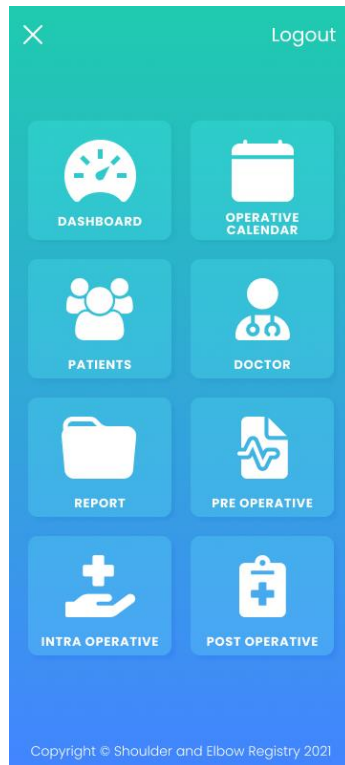 Logout
DASHBOARD
OPERATIVE
CALENDAR
PATIENTS
DOCTOR
REPORT
PRE OPERATIVE
INTRA OPERATIVE
POST OPERATIVE
Copyright © Shoulder and Elbow Registry 2021